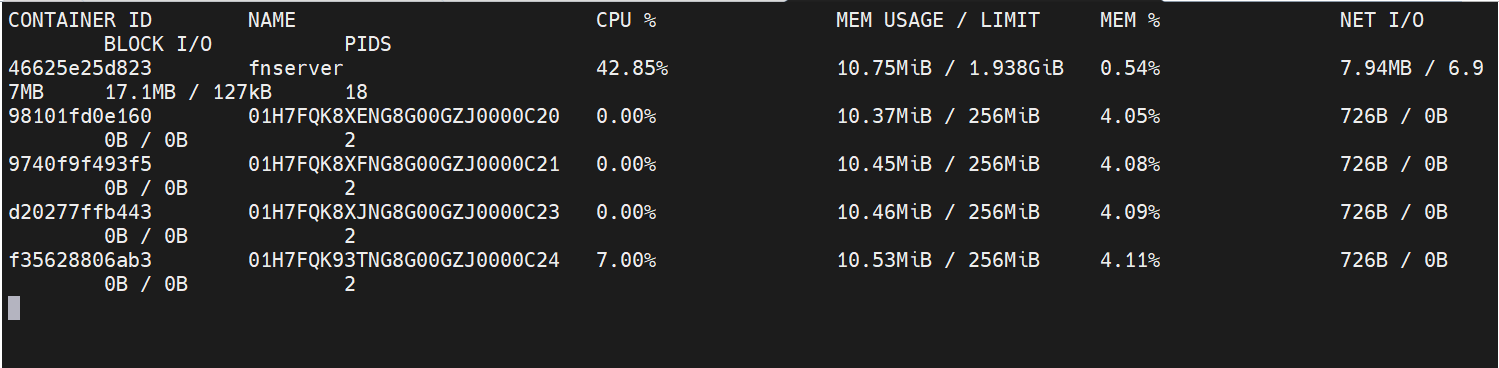 CONTAINER ID NAME CPU % MEM USAGE / LIMIT MEM % NET I/O
BLOCK I/O PIDS
46625e25d823 fnserver 42.85% 10.75MiB / 1.938GiB 0.54% 7.94MB / 6.9
7MB 17.1MB / 127kB 18
98101fd0e160 01H7FQK8XENG8G00GZJ0000C20 0.00% 10.37MiB / 256MiB 4.05% 726B / 0B
0B / 0B 2
9740f9f493f5 01H7FQK8XFNG8G00GZJ0000C21 0.00% 10.45MiB / 256MiB 4.08% 726B / 0B
0B / 0B 2
d20277ffb443 01H7FQK8XJNG8G00GZJ0000C23 0.00% 10.46MiB / 256MiB 4.09% 726B / 0B
0B / 0B 2
f35628806ab3 01H7FQK93TNG8G00GZJ0000C24 7.00% 10.53MiB / 256MiB 4.11% 726B / 0B
0B / 0B 2